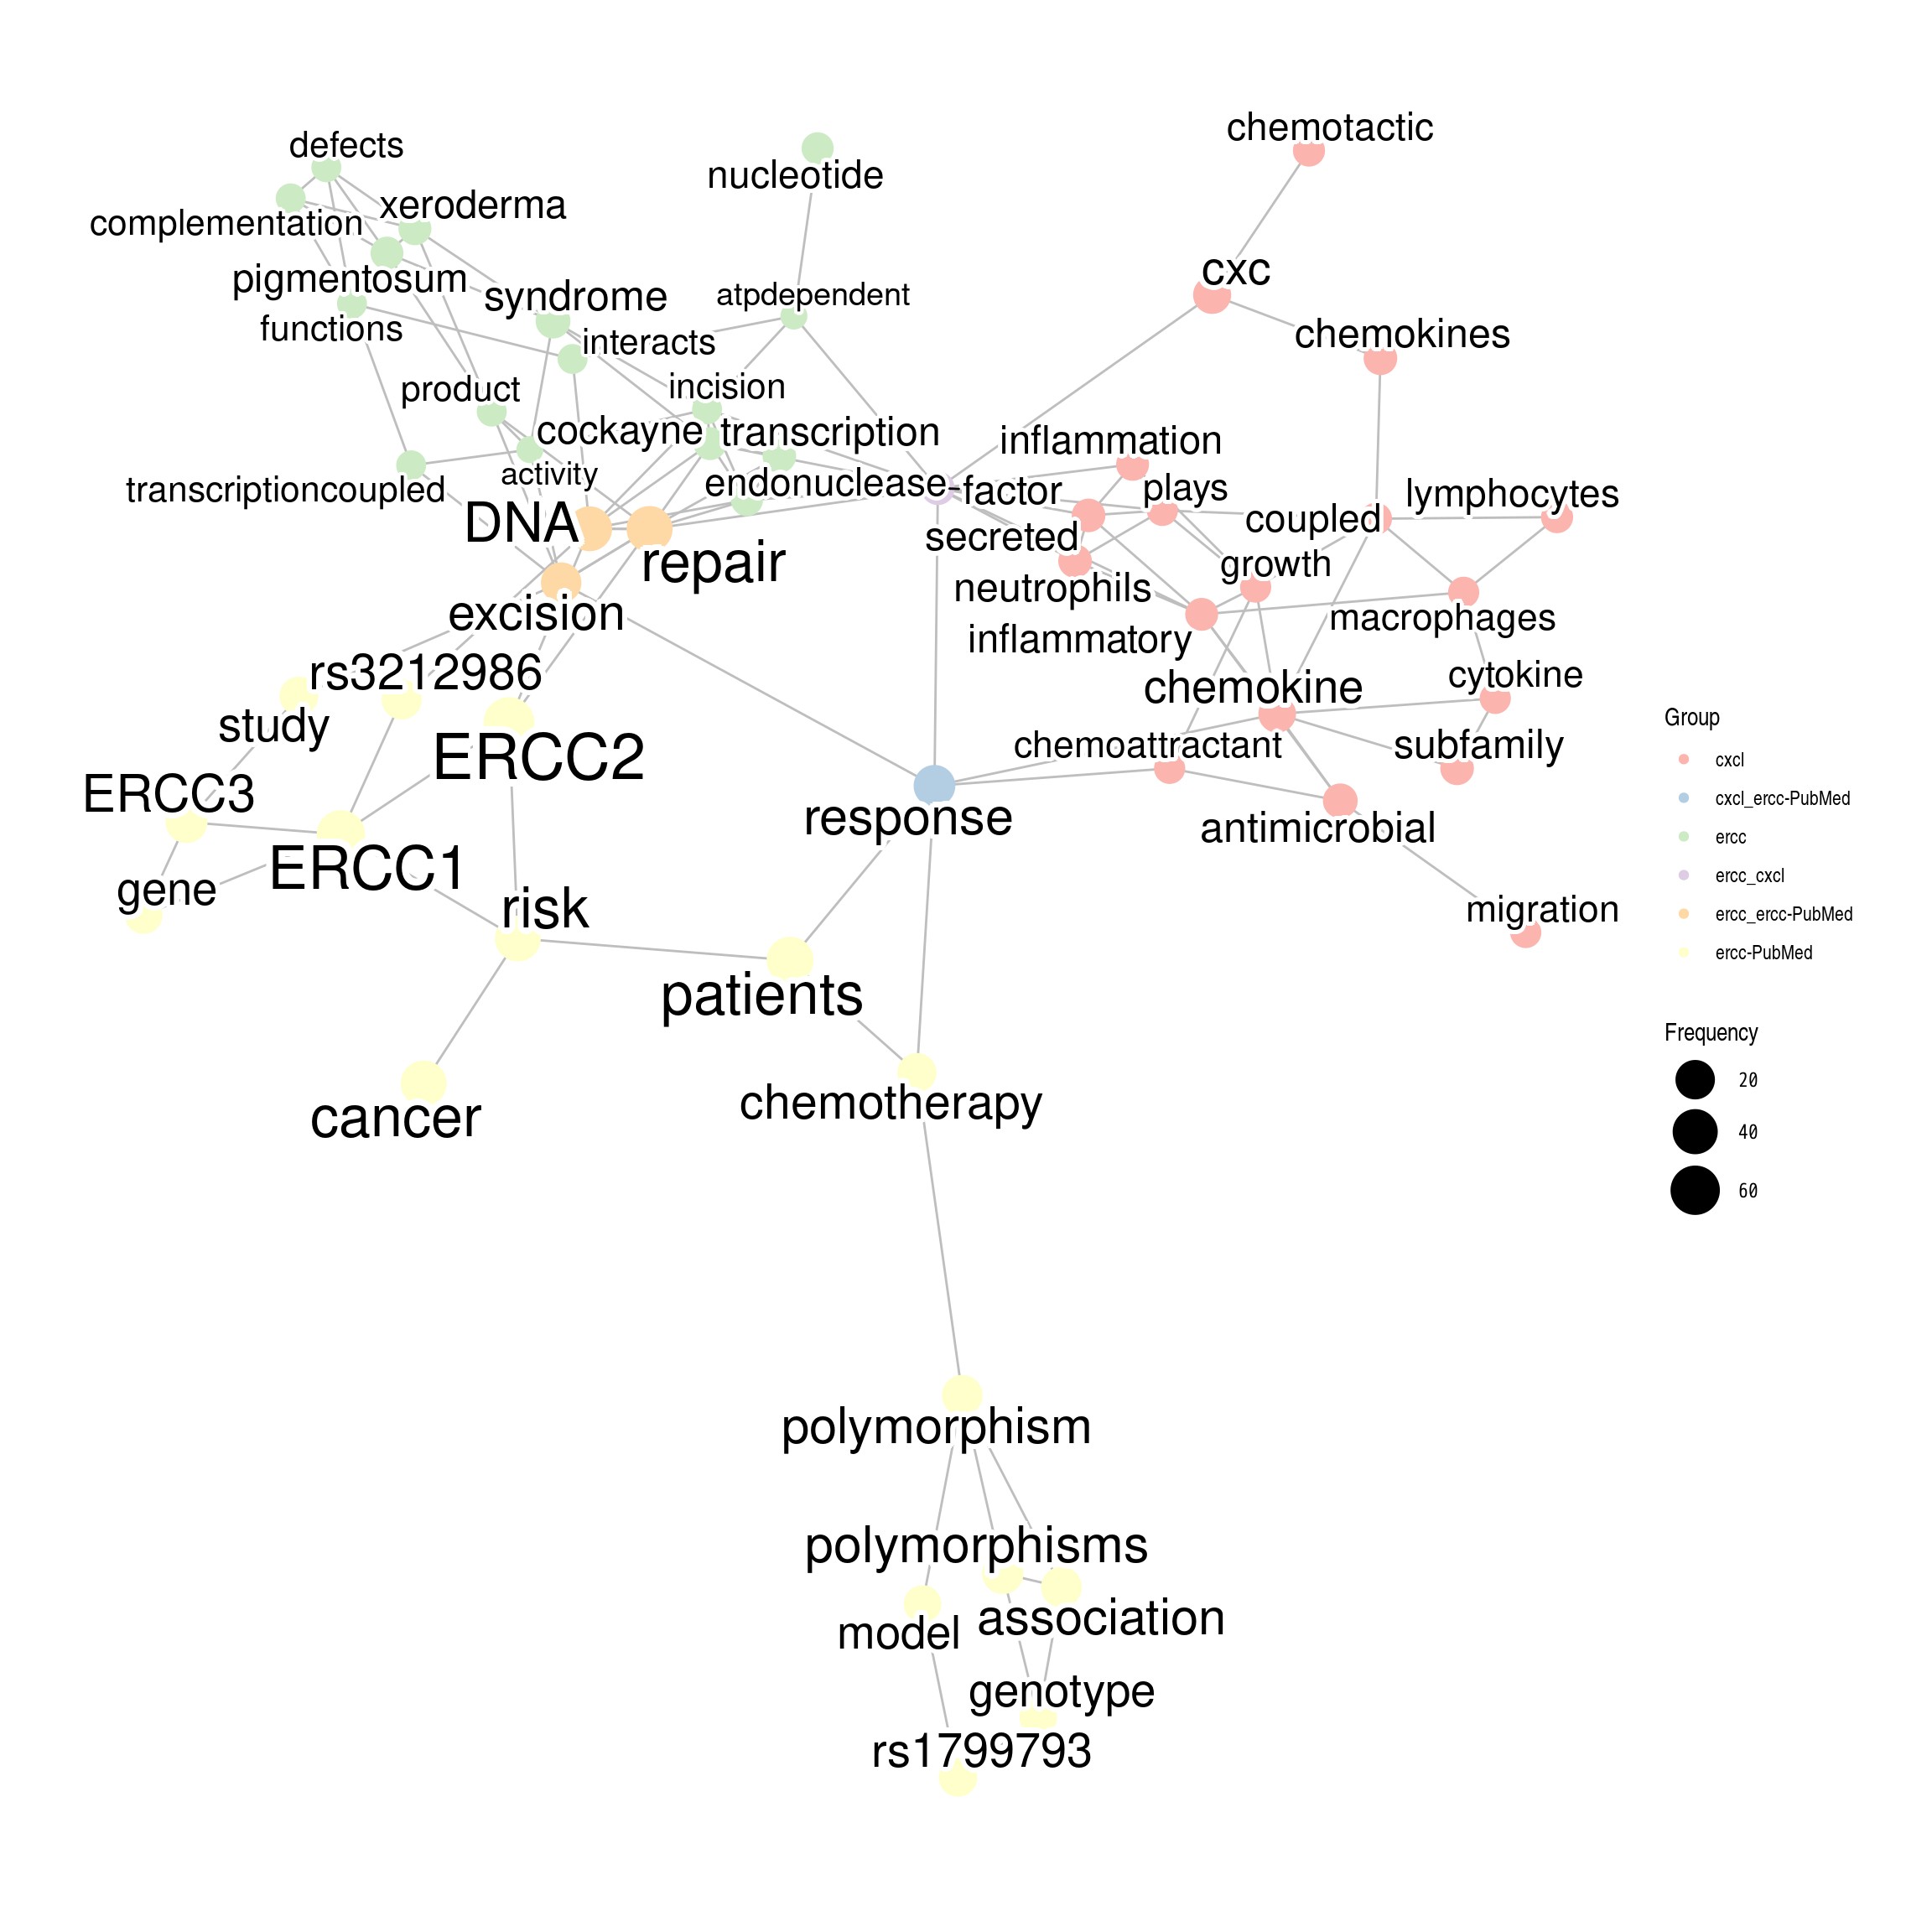 chemotactic
defects
nucleotide
xeroderma
complementation
cxc
pigmentosum
syndrome
atpdependent
functions
interacts
chemokines
product
incision
cockayne
transcription
inflammation
activity
endonuclease
factor
plays
lymphocytes
transcriptioncoupled
coupled
DNA
secreted
repair
growth
neutrophils
excision
inflammatory
macrophages
rs3212986
chemokine
cytokine
study
ERCC2
chemoattractant
subfamily
ERCC3
response
antimicrobial
ERCC1
gene
risk
migration
patients
cancer
chemotherapy
polymorphism
polymorphisms
association
model
genotype
rs1799793
Group
cxcl
cxcl_ercc-PubMed
ercc
ercc_cxcl
ercc_ercc-PubMed
ercc-PubMed
Frequency
20
40
60